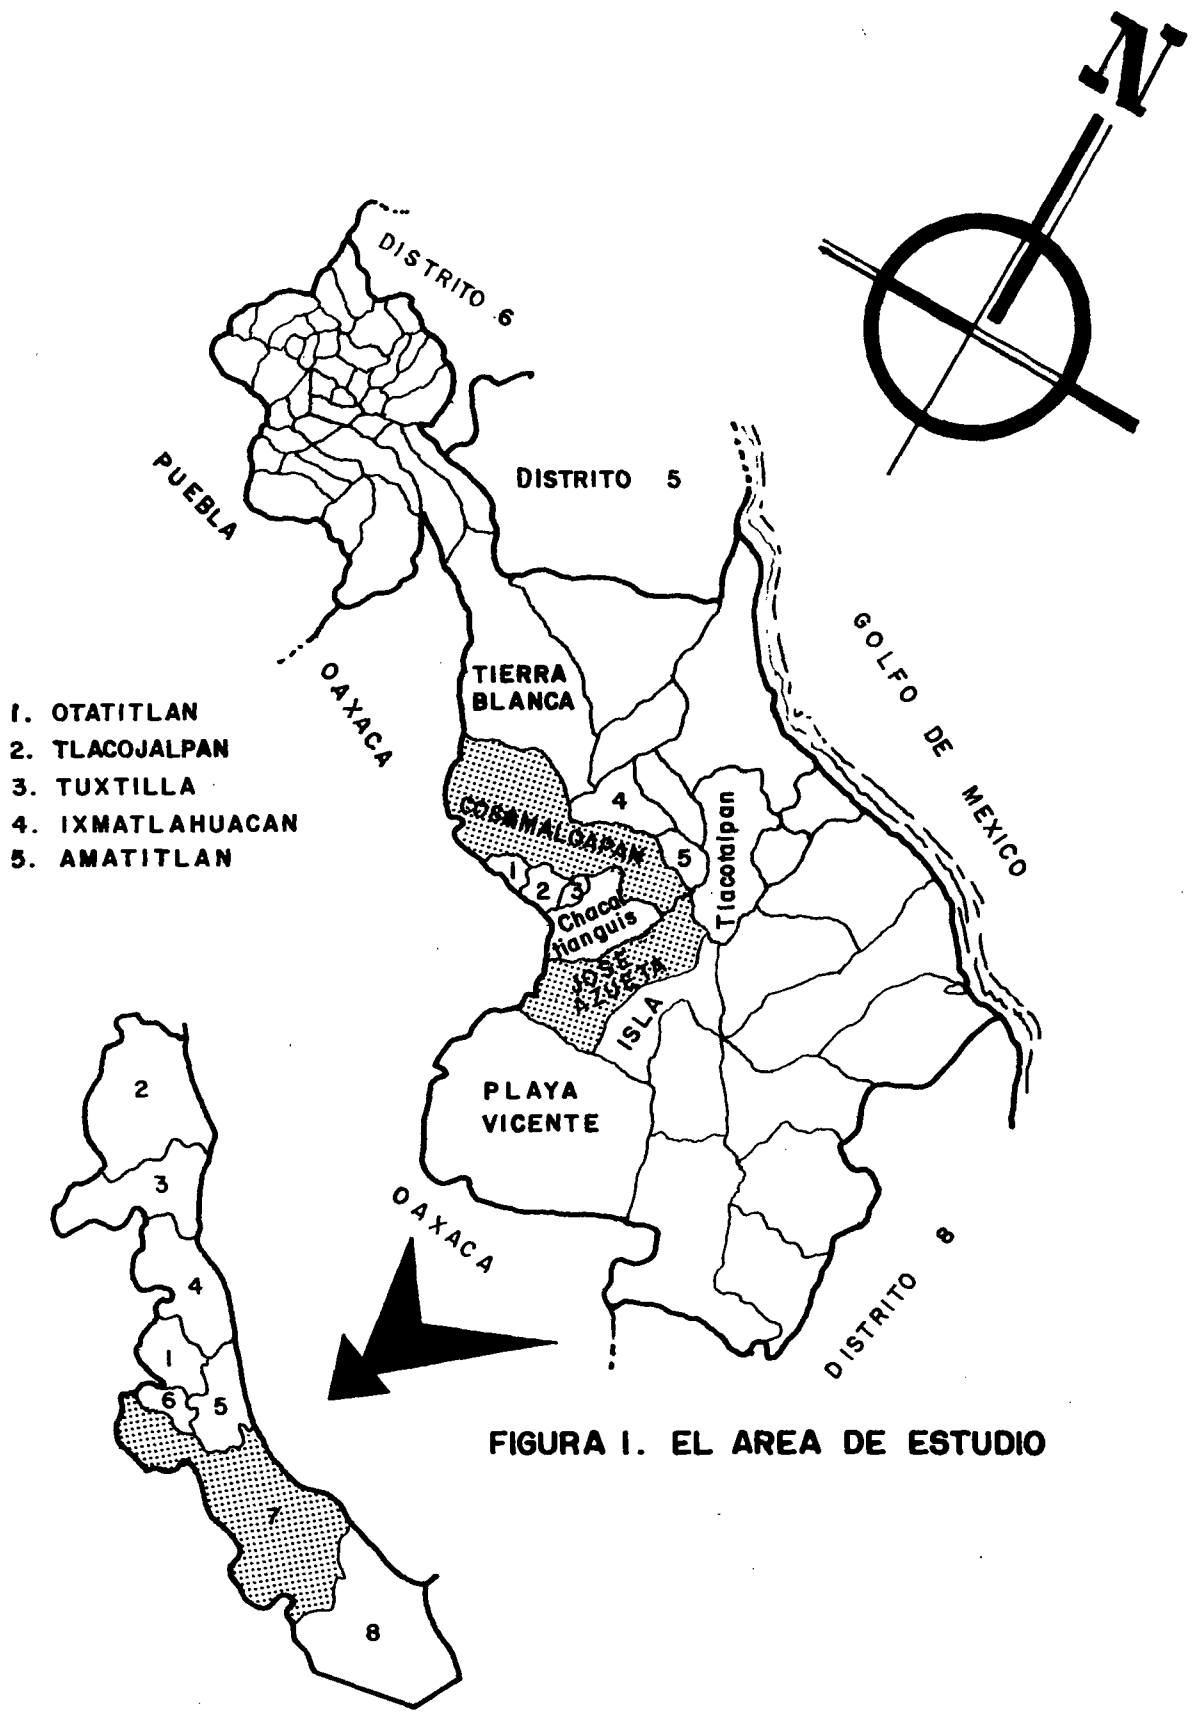 N
DISTRITO 6
PUEBLA
DISTRITO 5
GOLFO DE MEXICO
OAXACA
TIERRA
BLANCA
1. OTATITLAN
2. TLACOJALPAN
3. TUXTILLA
4. IXMATLAHUACAN
5. AMATITLAN
COSAMALOAPAN
4
5
Tlacotalpan
1
2
3
Chacal
tianguis
JOSE
AZUETA
ISLA
PLAYA
VICENTE
OAXACA
DISTRITO 8
2
3
4
1
6
5
7
8
FIGURA 1. EL AREA DE ESTUDIO